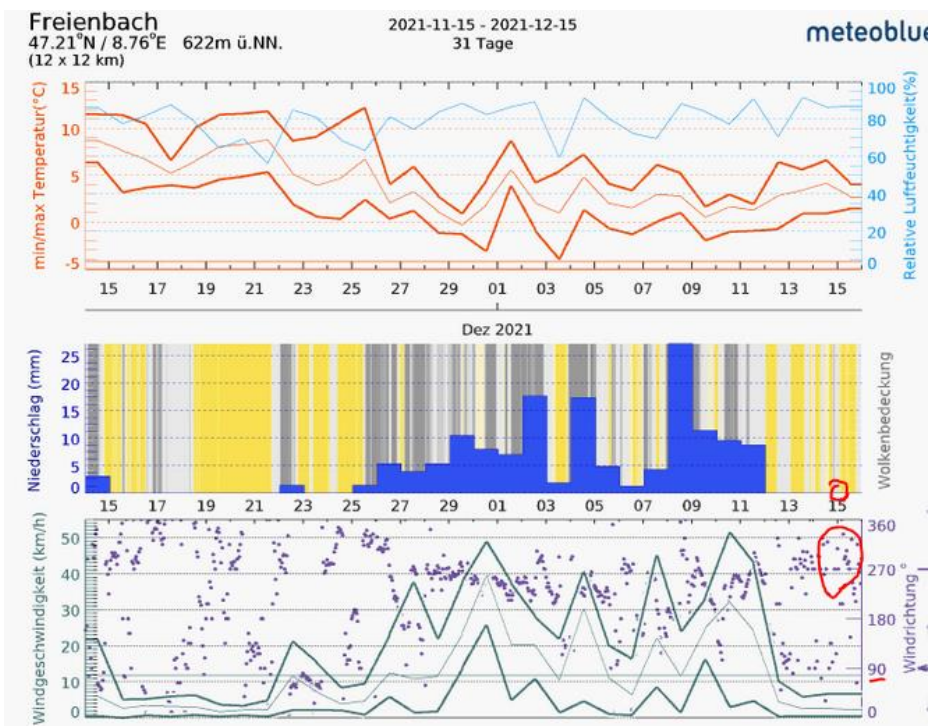 Freienbach
47.21°N / 8.76°E 622m ü.NN.
(12 x 12 km)
2021-11-15 - 2021-12-15
31 Tage
meteoblue
min/max Temperatur(°C)
15
10
5
0
-5
100
80
60
40
20
0
Relative Luftfeuchtigkeit(%)
15 17 19 21 23 25 27 29 01 03 05 07 09 11 13 15
Dez 2021
Niederschlag (mm)
25
20
15
10
5
0
Wolkenbedeckung
15 17 19 21 23 25 27 29 01 03 05 07 09 11 13 15
Windgeschwindigkeit (km/h)
50
40
30
20
10
0
360
270
180
90
0
Windrichtung °